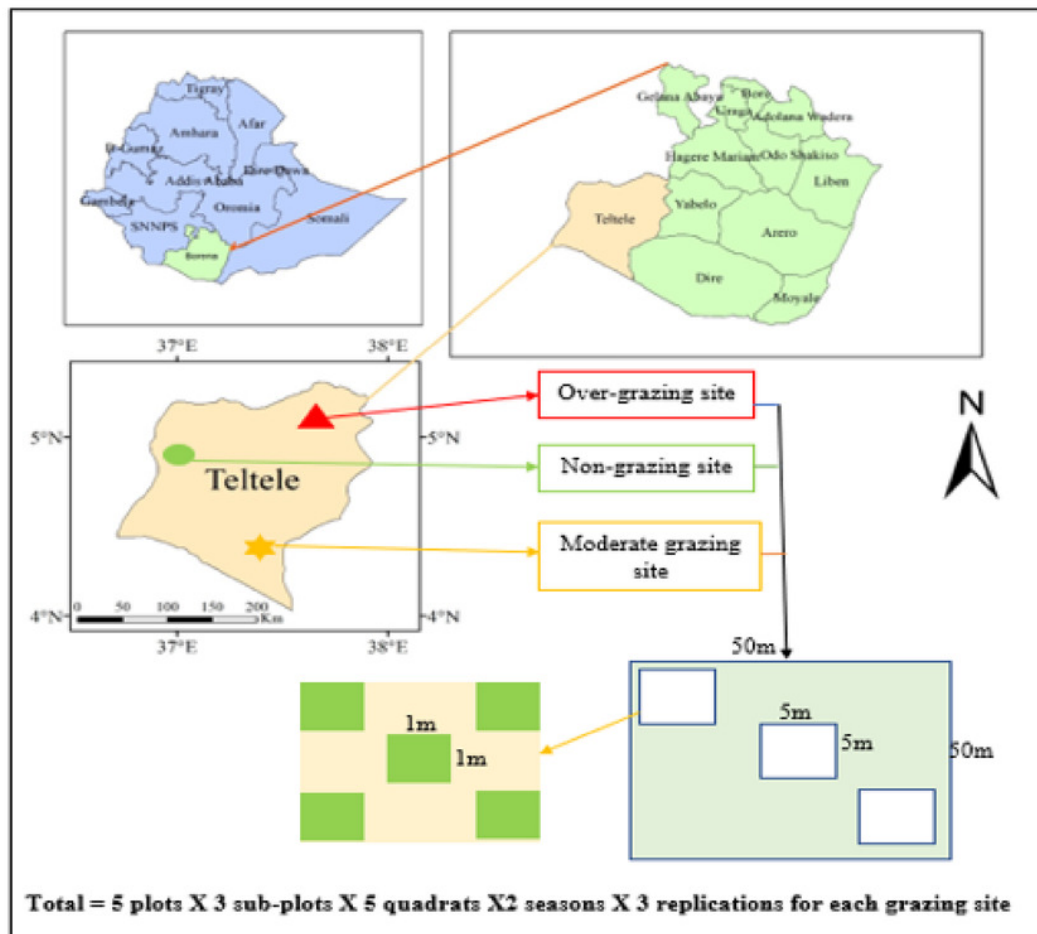 Tigray
Afar
Amhara
B-Gumuz
Dire Dawa
Addis Ababa
Gambela
Oromia
SNNPS
Somali
Borena
Gelana Abaya
Bore
Uraga
Adolana Wadera
Hagere Mariam
Odo Shakiso
Liben
Teltele
Yabelo
Arero
Dire
Moyale
37°E
38°E
5°N
5°N
Teltele
4°N
4°N
0 50 100 150 200
Km
37°E
38°E
Over-grazing site
Non-grazing site
Moderate grazing
site
N
50m
1m
1m
5m
5m
50m
Total = 5 plots X 3 sub-plots X 5 quadrats X2 seasons X 3 replications for each grazing site